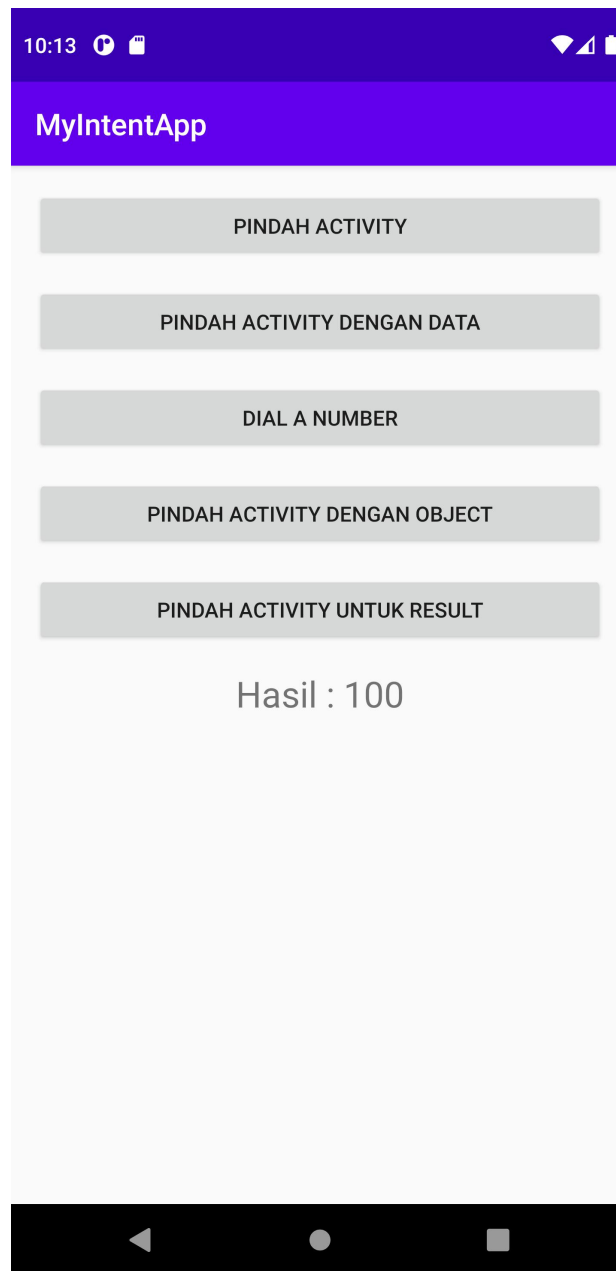 10:13
MyIntentApp
PINDAH ACTIVITY
PINDAH ACTIVITY DENGAN DATA
DIAL A NUMBER
PINDAH ACTIVITY DENGAN OBJECT
PINDAH ACTIVITY UNTUK RESULT
Hasil : 100